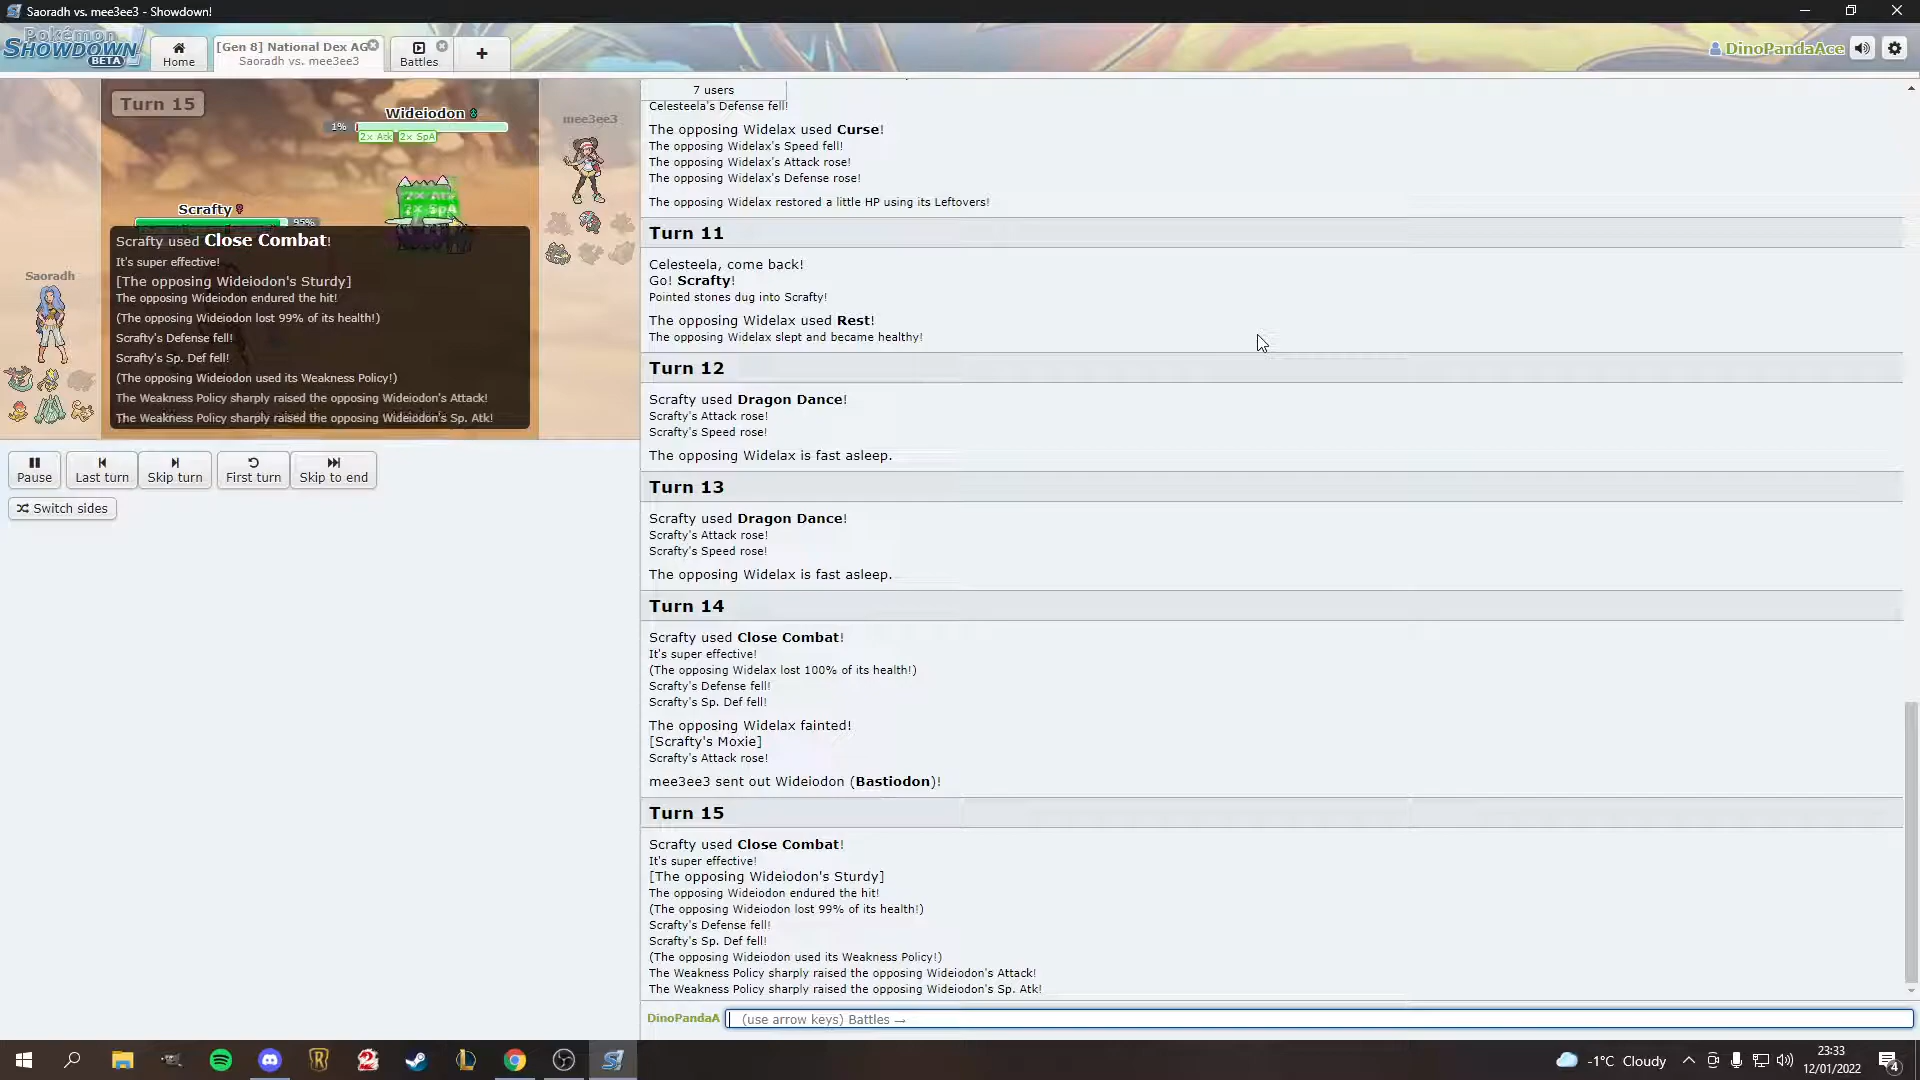 Saoradh vs. mee3ee3 - Showdown!
Pokémon
SHOWDOWN!
BETA
Home
[Gen 8] National Dex AG
Saoradh vs. mee3ee3
Battles
+
DinoPandaAce
Turn 15
Wideiodon
1%
2× Atk 2× SpA
mee3ee3
2× Atk
2× SpA
Scrafty
95%
Saoradh
Scrafty used Close Combat!
It's super effective!
[The opposing Wideiodon's Sturdy]
The opposing Wideiodon endured the hit!
(The opposing Wideiodon lost 99% of its health!)
Scrafty's Defense fell!
Scrafty's Sp. Def fell!
(The opposing Wideiodon used its Weakness Policy!)
The Weakness Policy sharply raised the opposing Wideiodon's Attack!
The Weakness Policy sharply raised the opposing Wideiodon's Sp. Atk!
Pause
Last turn
Skip turn
First turn
Skip to end
Switch sides
7 users
Celesteela's Defense fell!
The opposing Widelax used Curse!
The opposing Widelax's Speed fell!
The opposing Widelax's Attack rose!
The opposing Widelax's Defense rose!
The opposing Widelax restored a little HP using its Leftovers!
Turn 11
Celesteela, come back!
Go! Scrafty!
Pointed stones dug into Scrafty!
The opposing Widelax used Rest!
The opposing Widelax slept and became healthy!
Turn 12
Scrafty used Dragon Dance!
Scrafty's Attack rose!
Scrafty's Speed rose!
The opposing Widelax is fast asleep.
Turn 13
Scrafty used Dragon Dance!
Scrafty's Attack rose!
Scrafty's Speed rose!
The opposing Widelax is fast asleep.
Turn 14
Scrafty used Close Combat!
It's super effective!
(The opposing Widelax lost 100% of its health!)
Scrafty's Defense fell!
Scrafty's Sp. Def fell!
The opposing Widelax fainted!
[Scrafty's Moxie]
Scrafty's Attack rose!
mee3ee3 sent out Wideiodon (Bastiodon)!
Turn 15
Scrafty used Close Combat!
It's super effective!
[The opposing Wideiodon's Sturdy]
The opposing Wideiodon endured the hit!
(The opposing Wideiodon lost 99% of its health!)
Scrafty's Defense fell!
Scrafty's Sp. Def fell!
(The opposing Wideiodon used its Weakness Policy!)
The Weakness Policy sharply raised the opposing Wideiodon's Attack!
The Weakness Policy sharply raised the opposing Wideiodon's Sp. Atk!
DinoPandaA
(use arrow keys) Battles →
-1°C Cloudy
23:33
12/01/2022
4